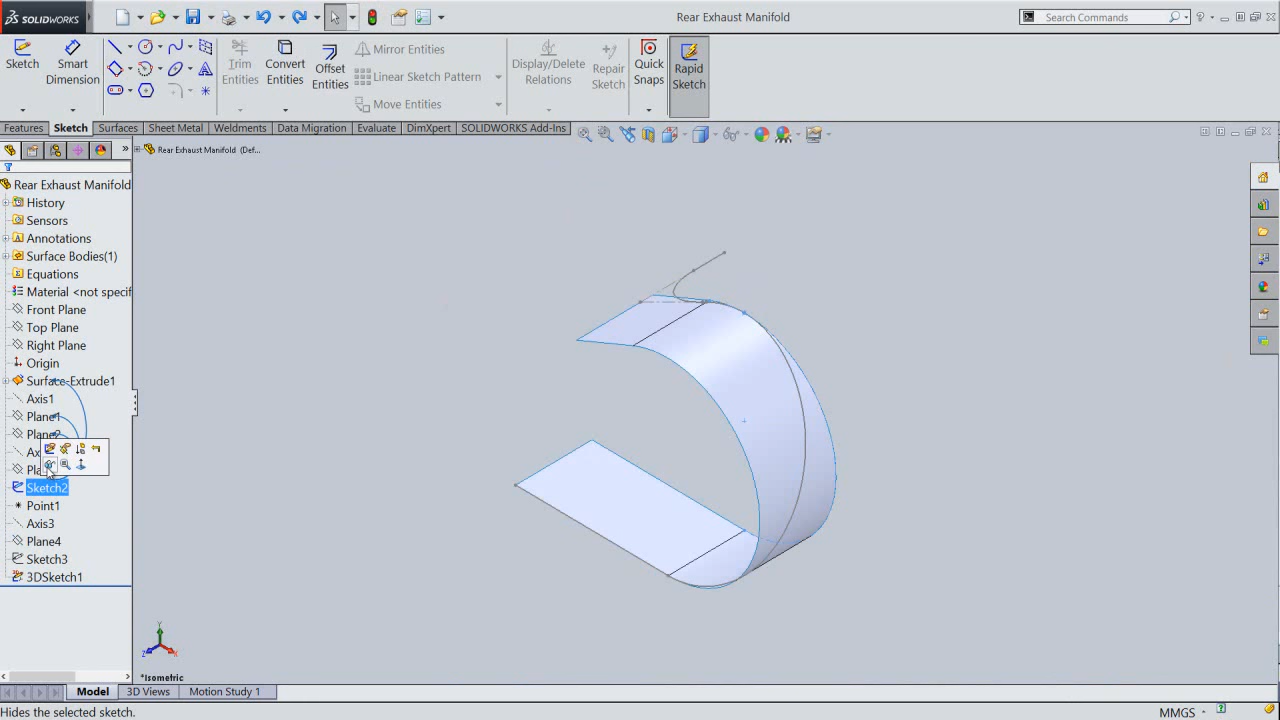 SOLIDWORKS
Rear Exhaust Manifold
Search Commands
Sketch
Smart Dimension
Trim Entities
Convert Entities
Offset Entities
Mirror Entities
Linear Sketch Pattern
Move Entities
Display/Delete Relations
Repair Sketch
Quick Snaps
Rapid Sketch
Features Sketch Surfaces Sheet Metal Weldments Data Migration Evaluate DimXpert SOLIDWORKS Add-Ins
Rear Exhaust Manifold (Def...
Rear Exhaust Manifold
History
Sensors
Annotations
Surface Bodies(1)
Equations
Material <not specif
Front Plane
Top Plane
Right Plane
Origin
Surface-Extrude1
Axis1
Plane1
Plane2
Ax
Pla
Sketch2
Point1
Axis3
Plane4
Sketch3
3DSketch1
Y
Z
X
*Isometric
Model 3D Views Motion Study 1
Hides the selected sketch.
MMGS